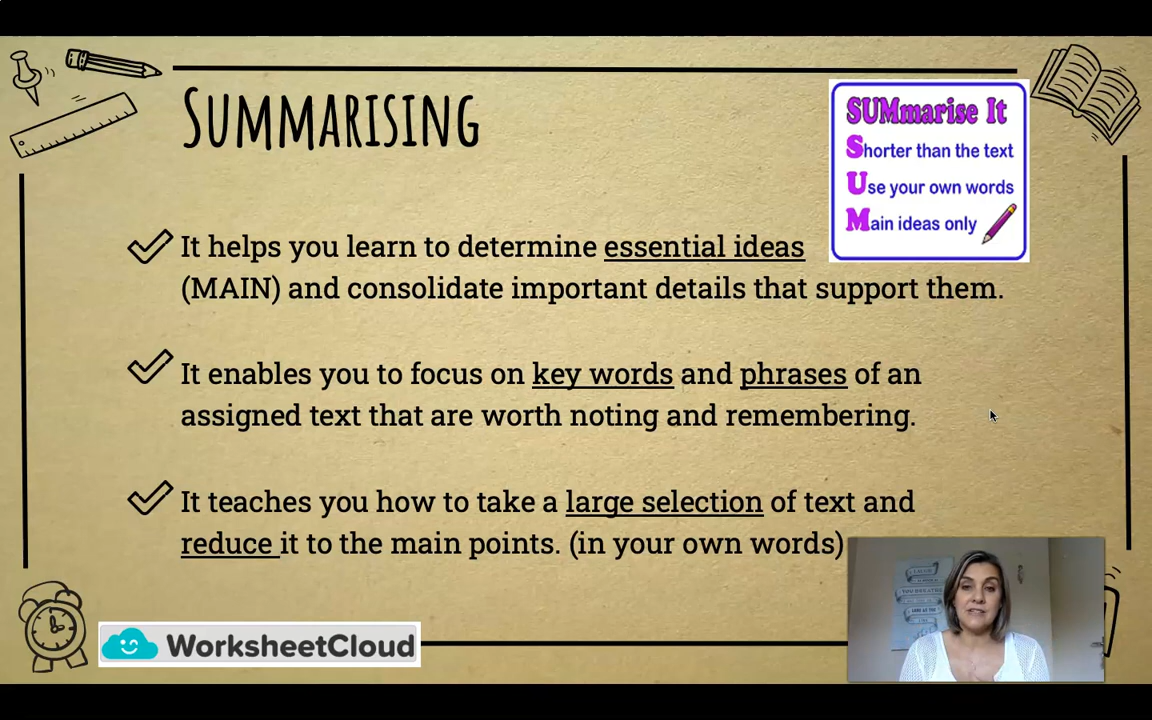 SUMMARISING
SUMmarise It
Shorter than the text
Use your own words
Main ideas only
It helps you learn to determine essential ideas
(MAIN) and consolidate important details that support them.
It enables you to focus on key words and phrases of an
assigned text that are worth noting and remembering.
It teaches you how to take a large selection of text and
reduce it to the main points. (in your own words)
WorksheetCloud